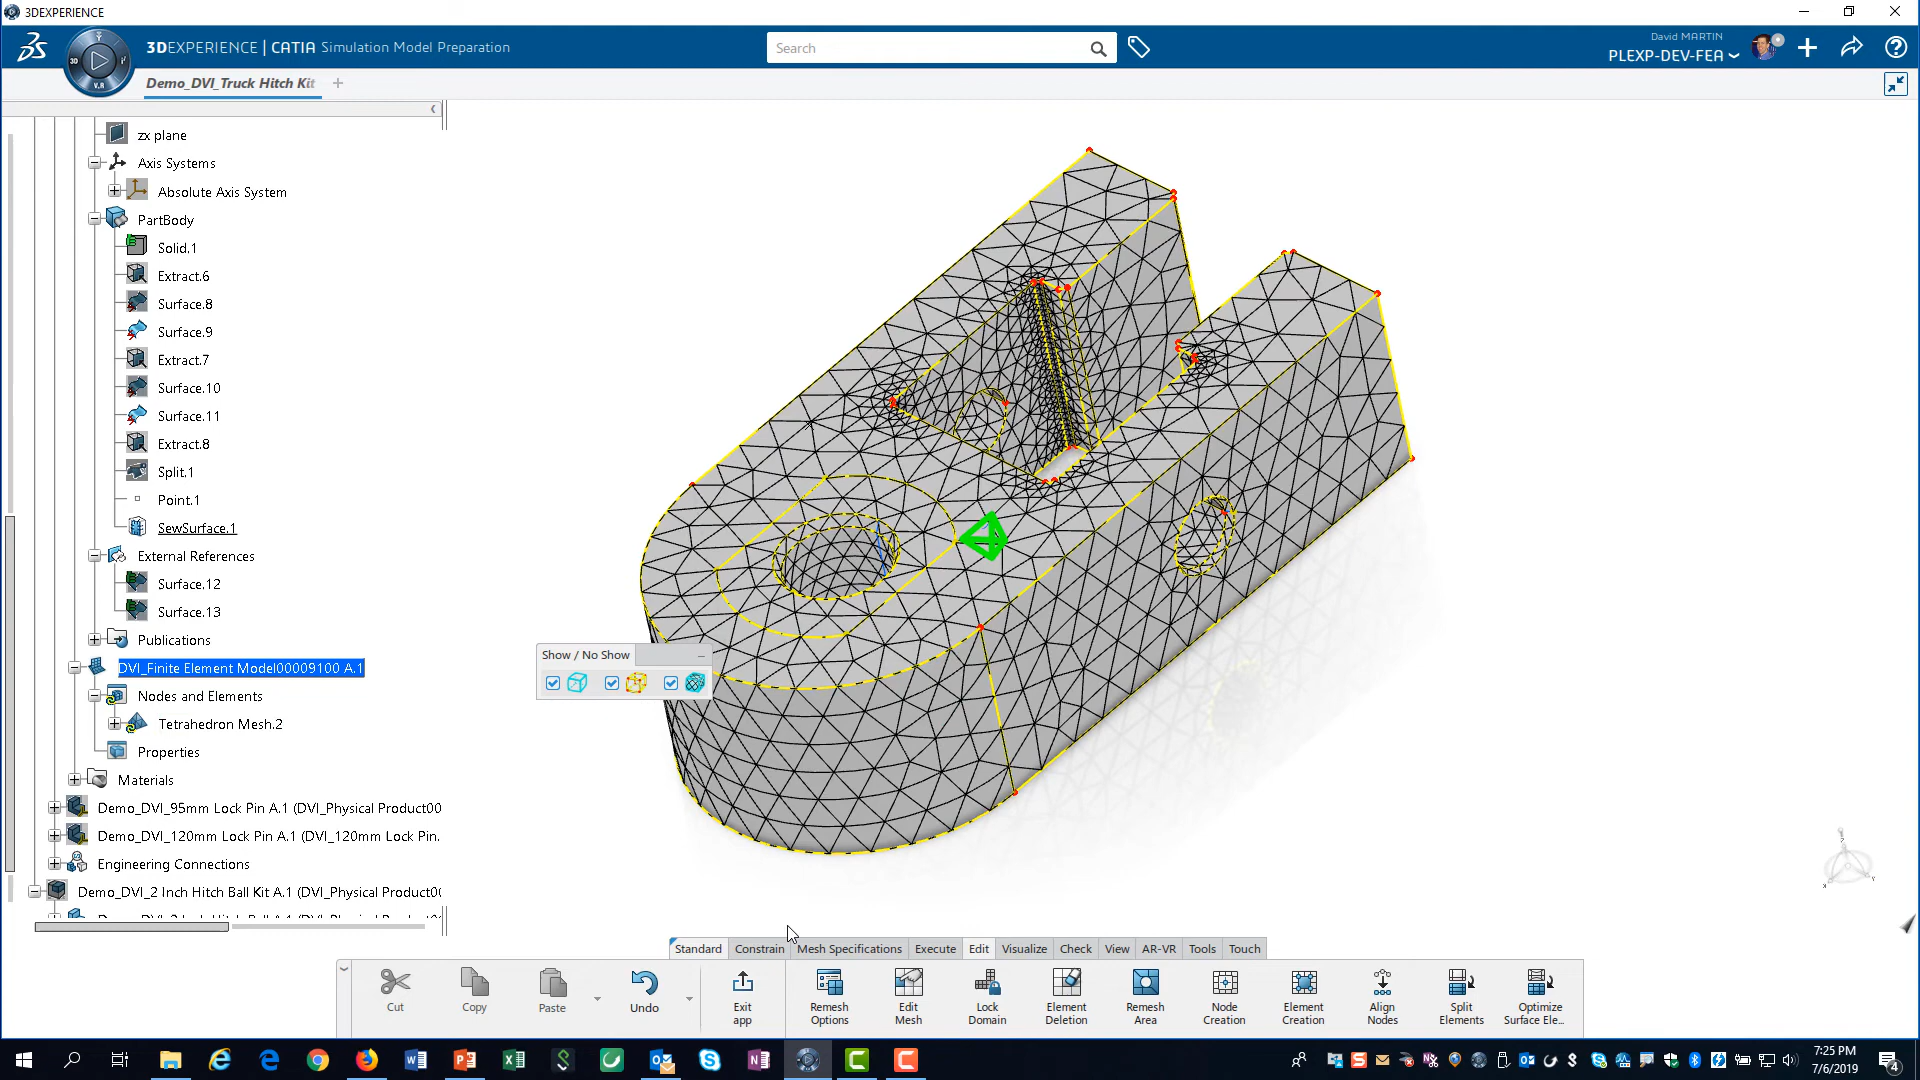 3DEXPERIENCE
3DEXPERIENCE | CATIA Simulation Model Preparation
Search
David MARTIN
PLEXP-DEV-FEA
3D
V.R
Demo_DVI_Truck Hitch Kit
zx plane
Axis Systems
Absolute Axis System
PartBody
Solid.1
Extract.6
Surface.8
Surface.9
Extract.7
Surface.10
Surface.11
Extract.8
Split.1
Point.1
SewSurface.1
External References
Surface.12
Surface.13
Publications
DVI_Finite Element Model00009100 A.1
Nodes and Elements
Tetrahedron Mesh.2
Properties
Materials
Demo_DVI_95mm Lock Pin A.1 (DVI_Physical Product00
Demo_DVI_120mm Lock Pin A.1 (DVI_120mm Lock Pin.
Engineering Connections
Demo_DVI_2 Inch Hitch Ball Kit A.1 (DVI_Physical Product0(
Show / No Show
Standard Constrain Mesh Specifications Execute Edit Visualize Check View AR-VR Tools Touch
Cut
Copy
Paste
Undo
Exit app
Remesh Options
Edit Mesh
Lock Domain
Element Deletion
Remesh Area
Node Creation
Element Creation
Align Nodes
Split Elements
Optimize Surface Ele...
7:25 PM
7/6/2019
4